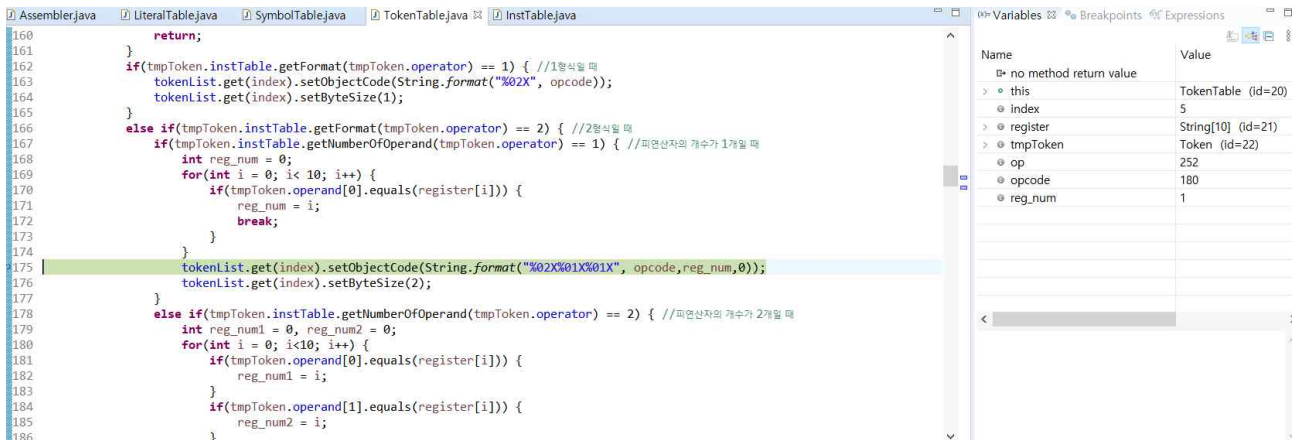 Assembler.java LiteralTable.java SymbolTable.java TokenTable.java InstTable.java
160 return;
161 }
162 if(tmpToken.instTable.getFormat(tmpToken.operator) == 1) { //1형식일 때
163 tokenList.get(index).setObjectCode(String.format("%02X", opcode));
164 tokenList.get(index).setByteSize(1);
165 }
166 else if(tmpToken.instTable.getFormat(tmpToken.operator) == 2) { //2형식일 때
167 if(tmpToken.instTable.getNumberOfOperand(tmpToken.operator) == 1) { //피연산자의 개수가 1개일 때
168 int reg_num = 0;
169 for(int i = 0; i< 10; i++) {
170 if(tmpToken.operand[0].equals(register[i])) {
171 reg_num = i;
172 break;
173 }
174 }
175 tokenList.get(index).setObjectCode(String.format("%02X%01X%01X", opcode,reg_num,0));
176 tokenList.get(index).setByteSize(2);
177 }
178 else if(tmpToken.instTable.getNumberOfOperand(tmpToken.operator) == 2) { //피연산자의 개수가 2개일 때
179 int reg_num1 = 0, reg_num2 = 0;
180 for(int i = 0; i<10; i++) {
181 if(tmpToken.operand[0].equals(register[i])) {
182 reg_num1 = i;
183 }
184 if(tmpToken.operand[1].equals(register[i])) {
185 reg_num2 = i;
186 }
Variables Breakpoints Expressions
Name Value
no method return value
this TokenTable (id=20)
index 5
register String[10] (id=21)
tmpToken Token (id=22)
op 252
opcode 180
reg_num 1